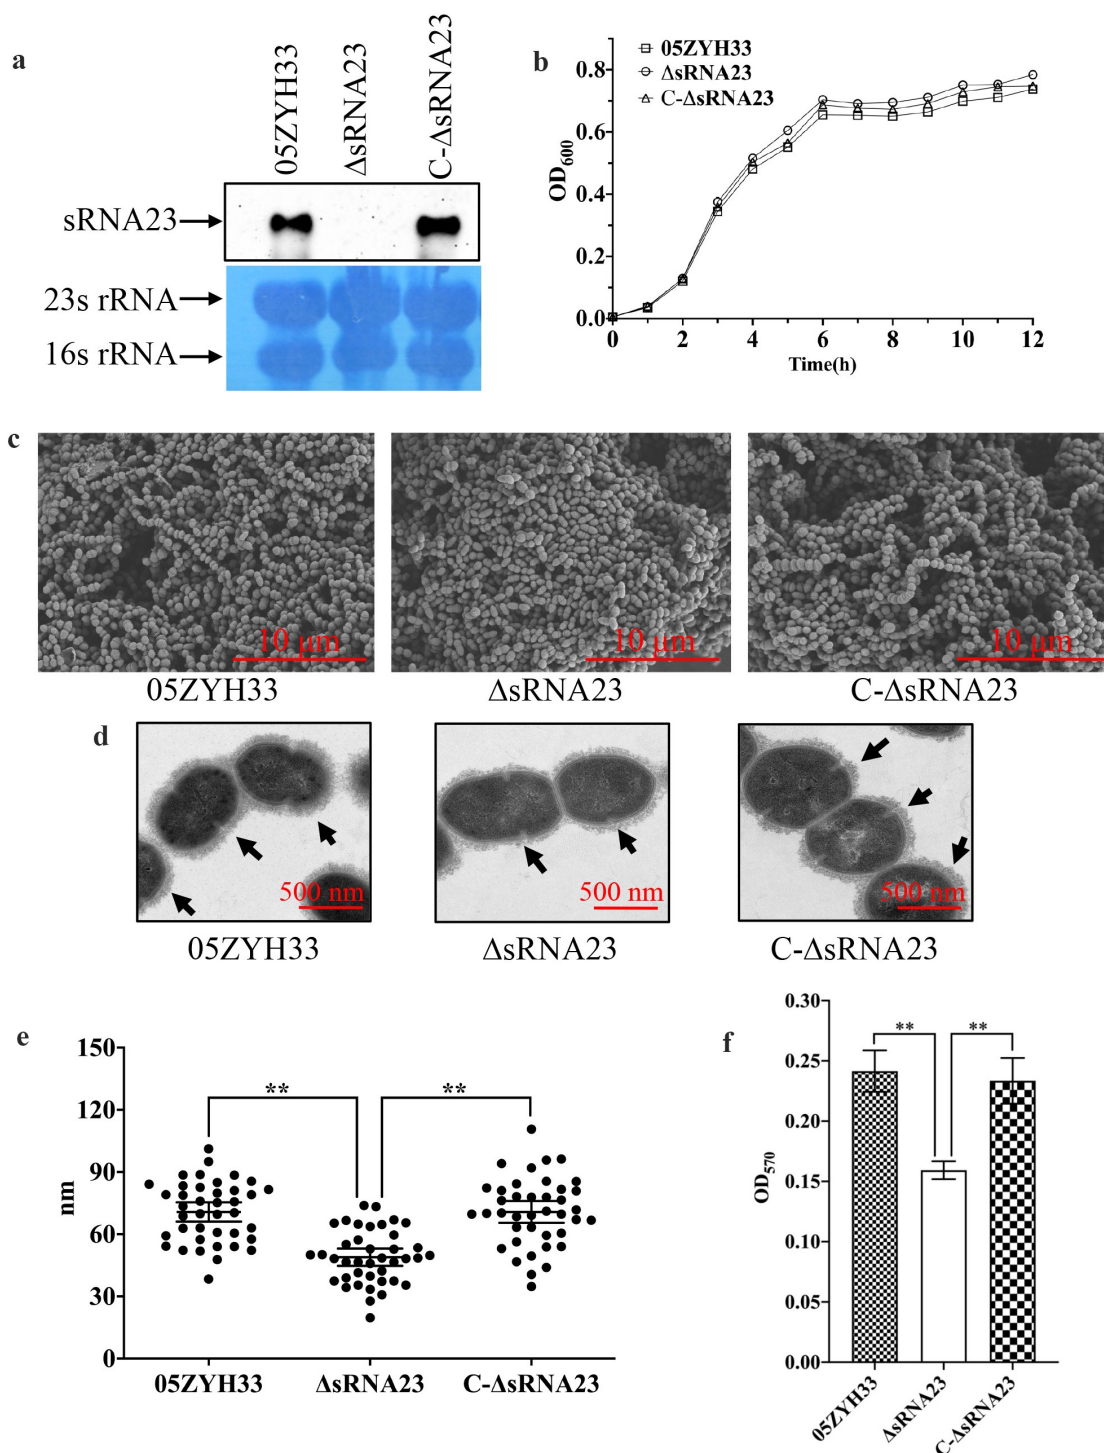 a
05ZYH33
ΔsRNA23
C-ΔsRNA23
sRNA23
23s rRNA
16s rRNA
b
05ZYH33
ΔsRNA23
C-ΔsRNA23
OD600
0.8
0.6
0.4
0.2
0.0
0 2 4 6 8 10 12
Time(h)
c
10 μm
10 μm
10 μm
05ZYH33
ΔsRNA23
C-ΔsRNA23
d
500 nm
500 nm
500 nm
05ZYH33
ΔsRNA23
C-ΔsRNA23
e
nm
150
120
90
60
30
0
** **
05ZYH33
ΔsRNA23
C-ΔsRNA23
f
OD570
0.30
0.25
0.20
0.15
0.10
0.05
0.00
** **
05ZYH33
ΔsRNA23
C-ΔsRNA23